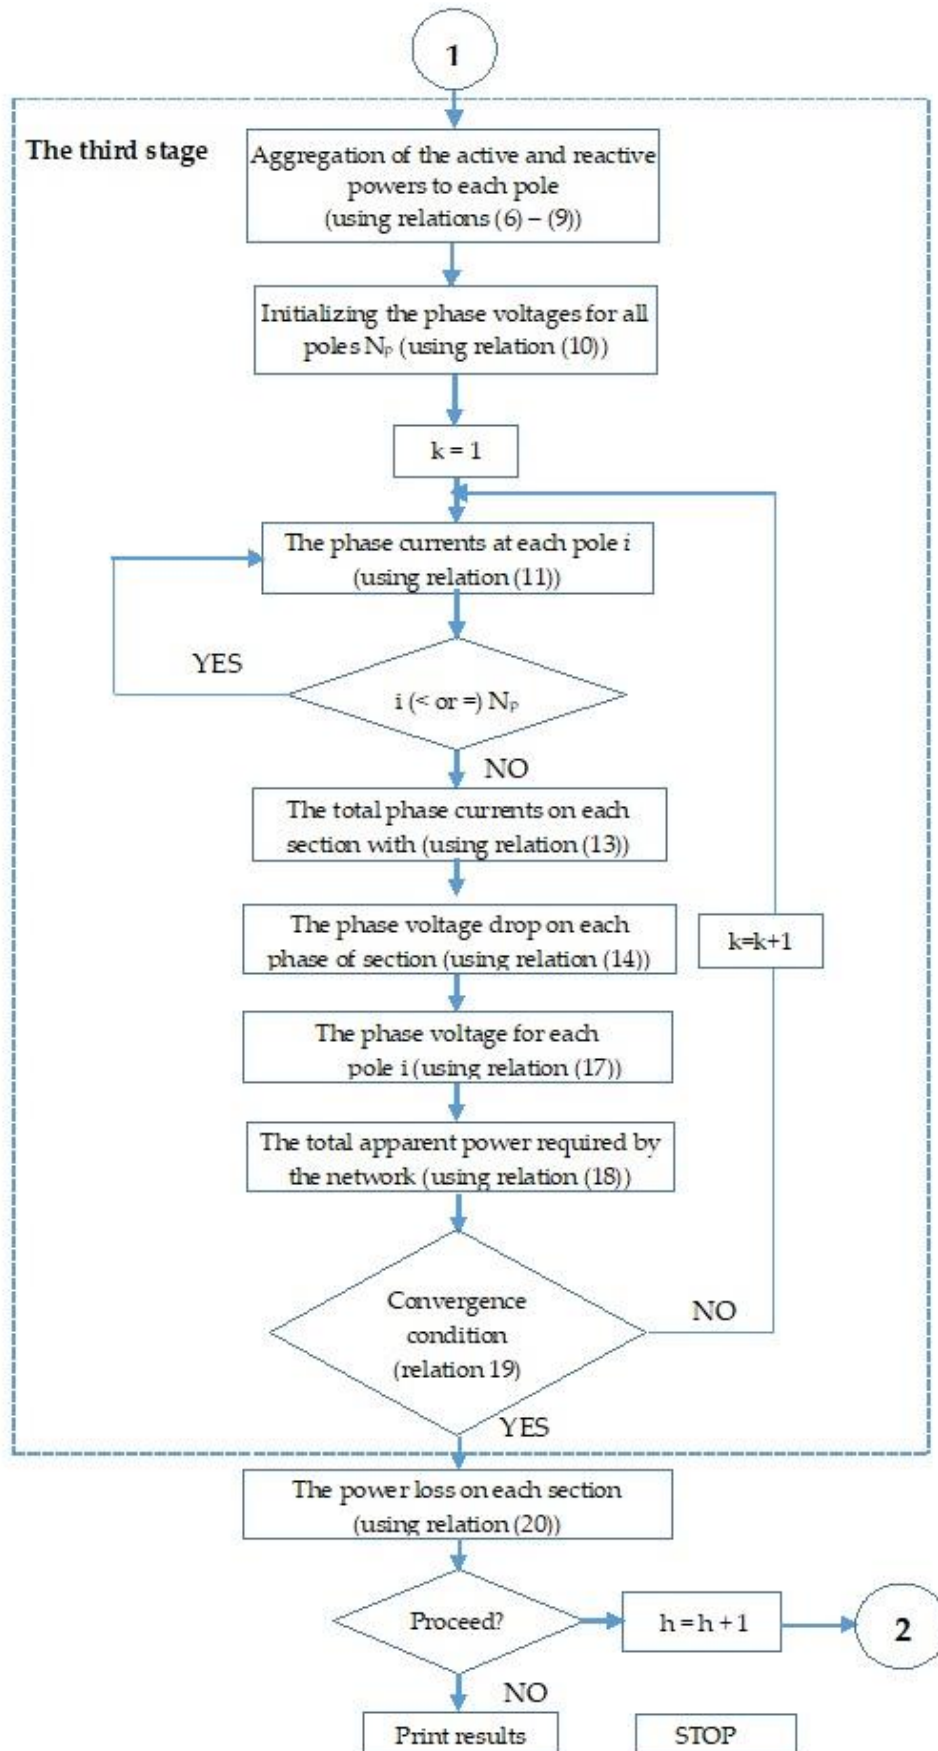 1
The third stage
Aggregation of the active and reactive
powers to each pole
(using relations (6) – (9))
Initializing the phase voltages for all
poles Nₚ (using relation (10))
k = 1
The phase currents at each pole i
(using relation (11))
YES
i (< or =) Nₚ
NO
The total phase currents on each
section with (using relation (13))
The phase voltage drop on each
phase of section (using relation (14))
k=k+1
The phase voltage for each
pole i (using relation (17))
The total apparent power required by
the network (using relation (18))
Convergence
condition
(relation 19)
NO
YES
The power loss on each section
(using relation (20))
Proceed?
h = h + 1
2
NO
Print results
STOP